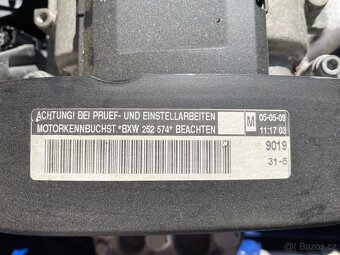 ACHTUNG! BEI PRUEF- UND EINSTELLARBEITEN
MOTORKENNBUCHST.*BXW 252 574* BEACHTEN
M
05-05-09
11:17 03
9019
31-5
bazos.cz